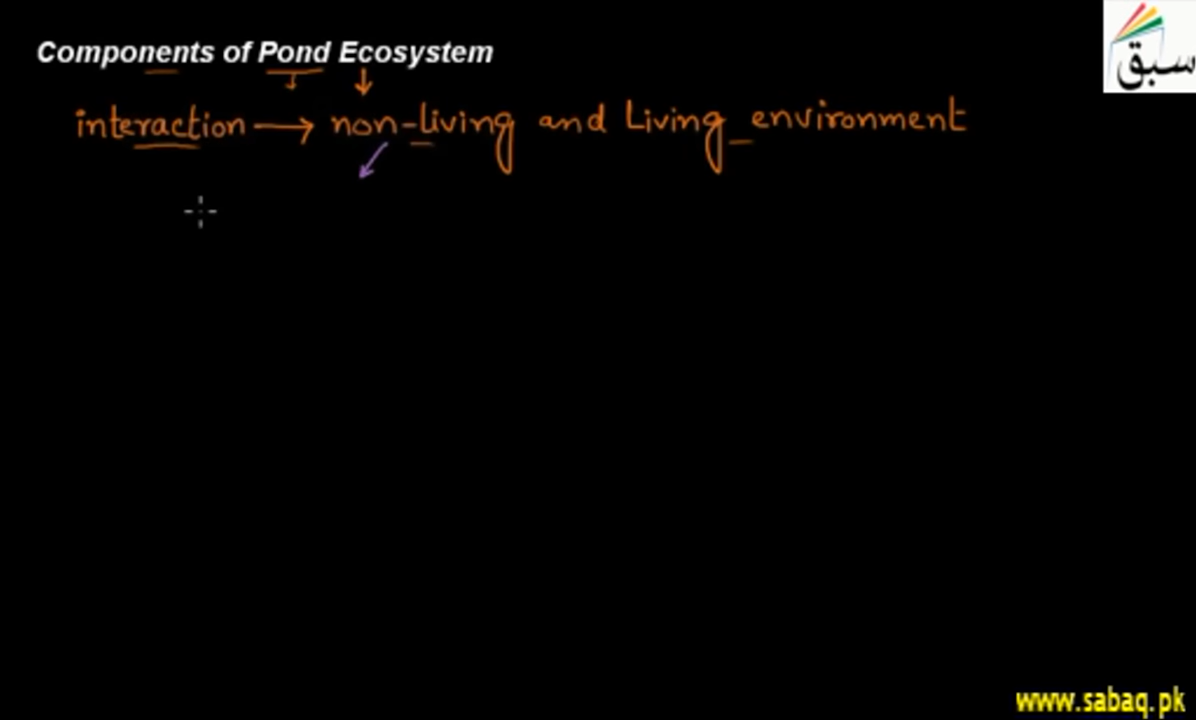 Components of Pond Ecosystem
سبق
interaction → non-living and Living environment
www.sabaq.pk